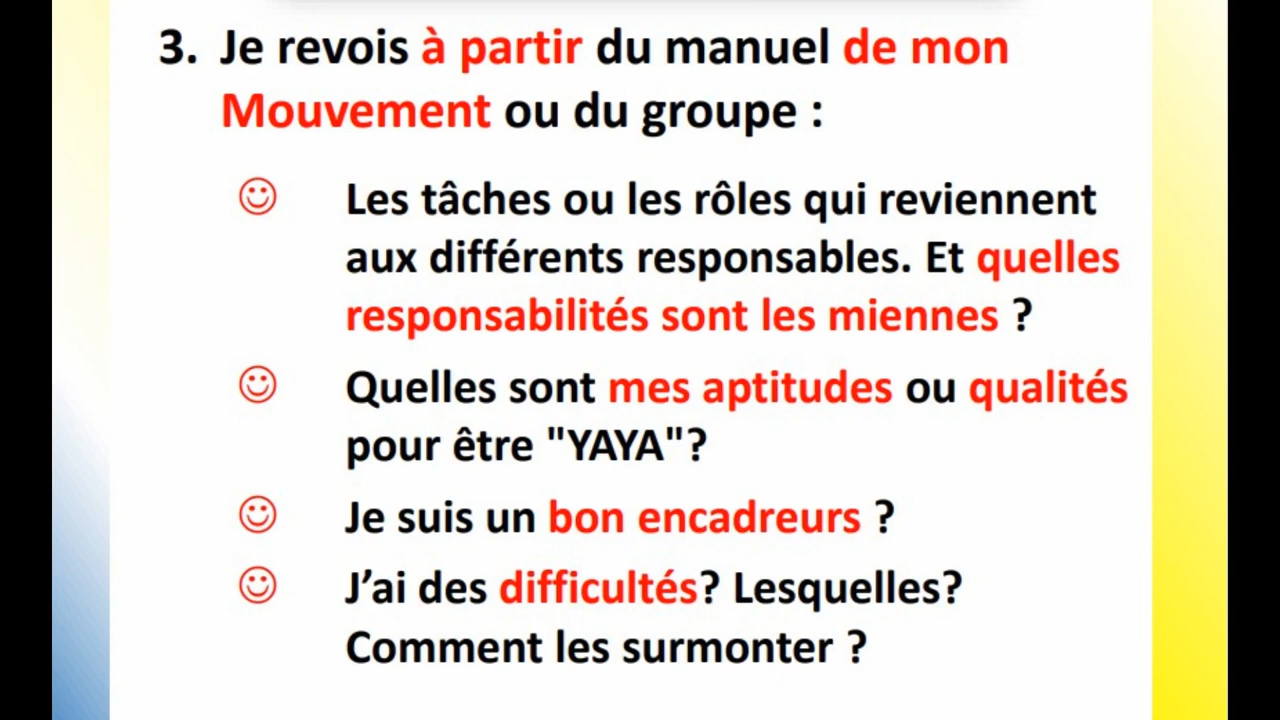 3. Je revois à partir du manuel de mon
Mouvement ou du groupe :
Les tâches ou les rôles qui reviennent
aux différents responsables. Et quelles
responsabilités sont les miennes ?
Quelles sont mes aptitudes ou qualités
pour être "YAYA"?
Je suis un bon encadreurs ?
J’ai des difficultés? Lesquelles?
Comment les surmonter ?